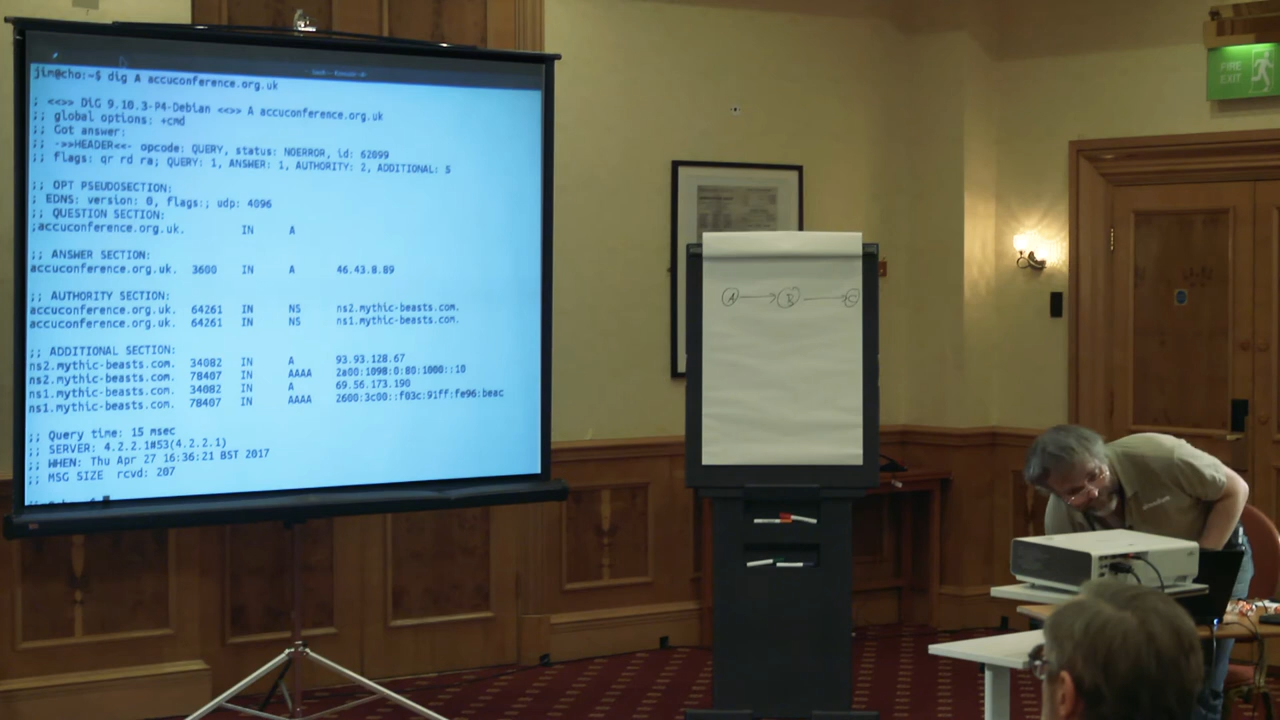 jim@cho:~$ dig A accuconference.org.uk
; <<>> DiG 9.10.3-P4-Debian <<>> A accuconference.org.uk
;; global options: +cmd
;; Got answer:
;; ->>HEADER<<- opcode: QUERY, status: NOERROR, id: 62099
;; flags: qr rd ra; QUERY: 1, ANSWER: 1, AUTHORITY: 2, ADDITIONAL: 5
;; OPT PSEUDOSECTION:
; EDNS: version: 0, flags:; udp: 4096
;; QUESTION SECTION:
;accuconference.org.uk. IN A
;; ANSWER SECTION:
accuconference.org.uk. 3600 IN A 46.43.8.89
;; AUTHORITY SECTION:
accuconference.org.uk. 64261 IN NS ns2.mythic-beasts.com.
accuconference.org.uk. 64261 IN NS ns1.mythic-beasts.com.
;; ADDITIONAL SECTION:
ns2.mythic-beasts.com. 34082 IN A 93.93.128.67
ns2.mythic-beasts.com. 78407 IN AAAA 2a00:1098:0:80:1000::10
ns1.mythic-beasts.com. 34082 IN A 69.56.173.190
ns1.mythic-beasts.com. 78407 IN AAAA 2600:3c00::f03c:91ff:fe96:beac
;; Query time: 15 msec
;; SERVER: 4.2.2.1#53(4.2.2.1)
;; WHEN: Thu Apr 27 16:36:21 BST 2017
;; MSG SIZE rcvd: 207
A B C
FIRE
EXIT